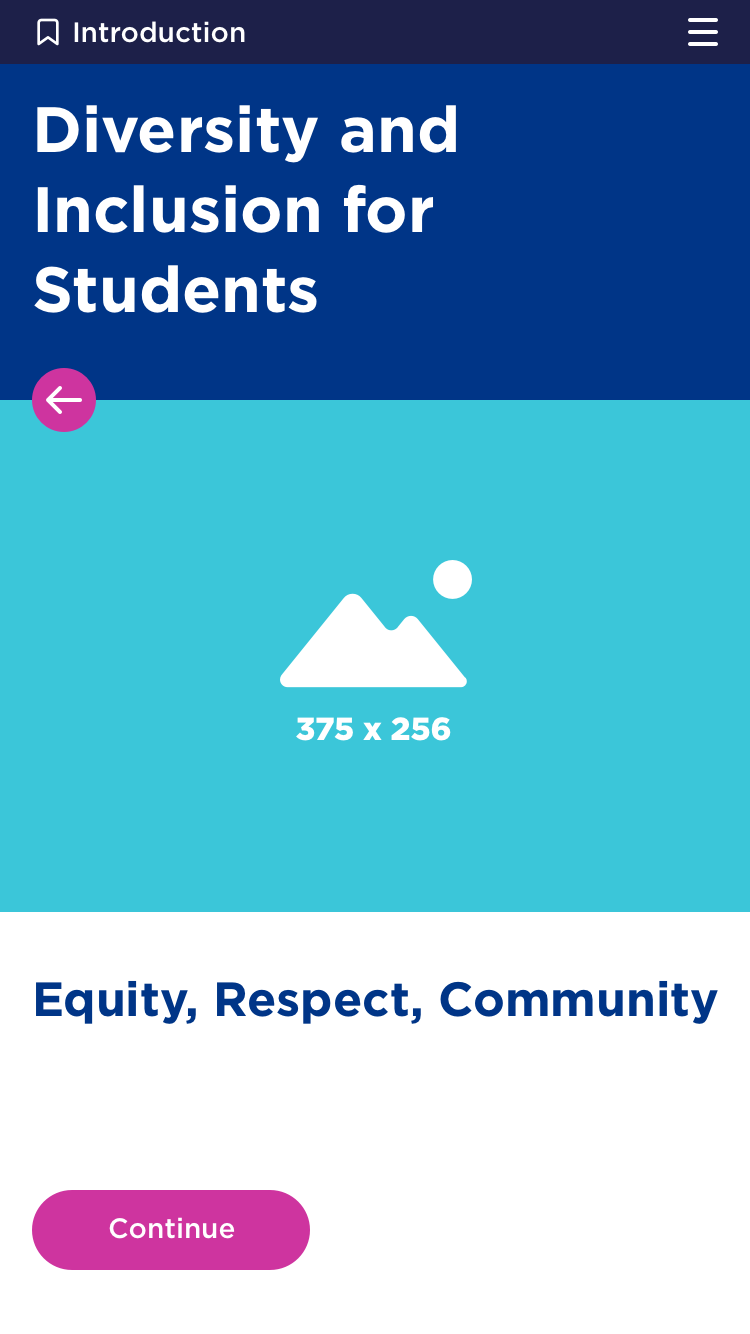 Introduction
Diversity and
Inclusion for
Students
375 x 256
Equity, Respect, Community
Continue